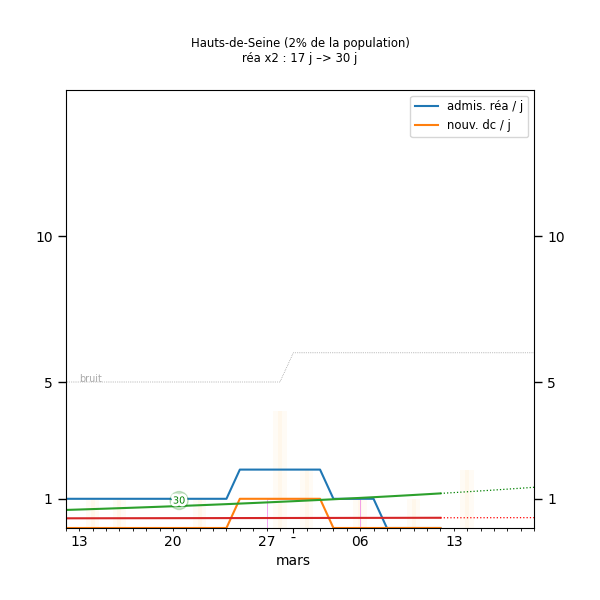 Hauts-de-Seine (2% de la population)
réa x2 : 17 j –> 30 j
admis. réa / j
nouv. dc / j
10 10
bruit
5 5
30
1 1
13 20 27 - 06 13
mars